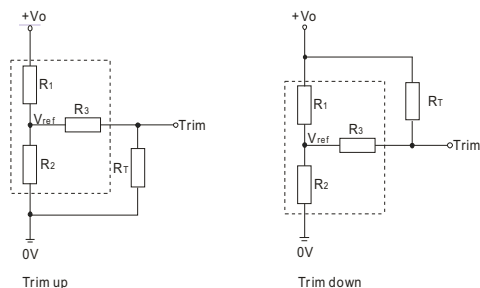 +Vo
R1
R3
Vref
Trim
R2
RT
0V
Trim up
+Vo
R1
RT
Vref
R3
Trim
R2
0V
Trim down